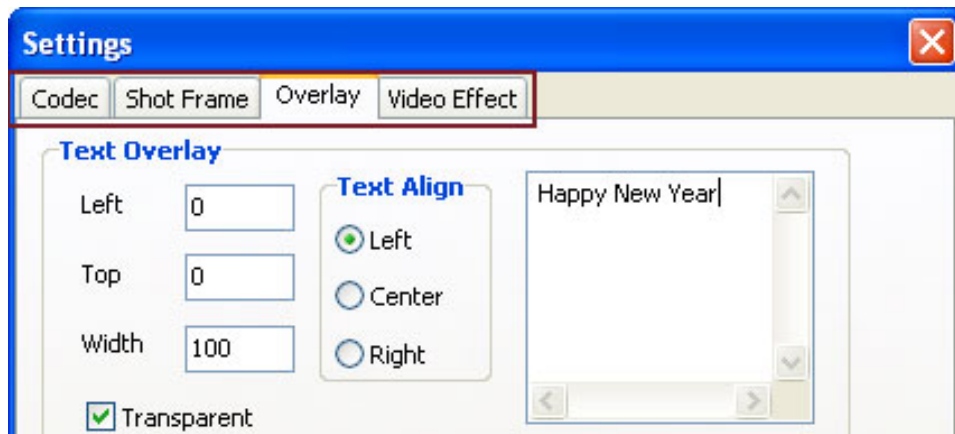 Settings
Codec Shot Frame Overlay Video Effect
Text Overlay
Left 0
Top 0
Width 100
Transparent
Text Align
Left
Center
Right
Happy New Year